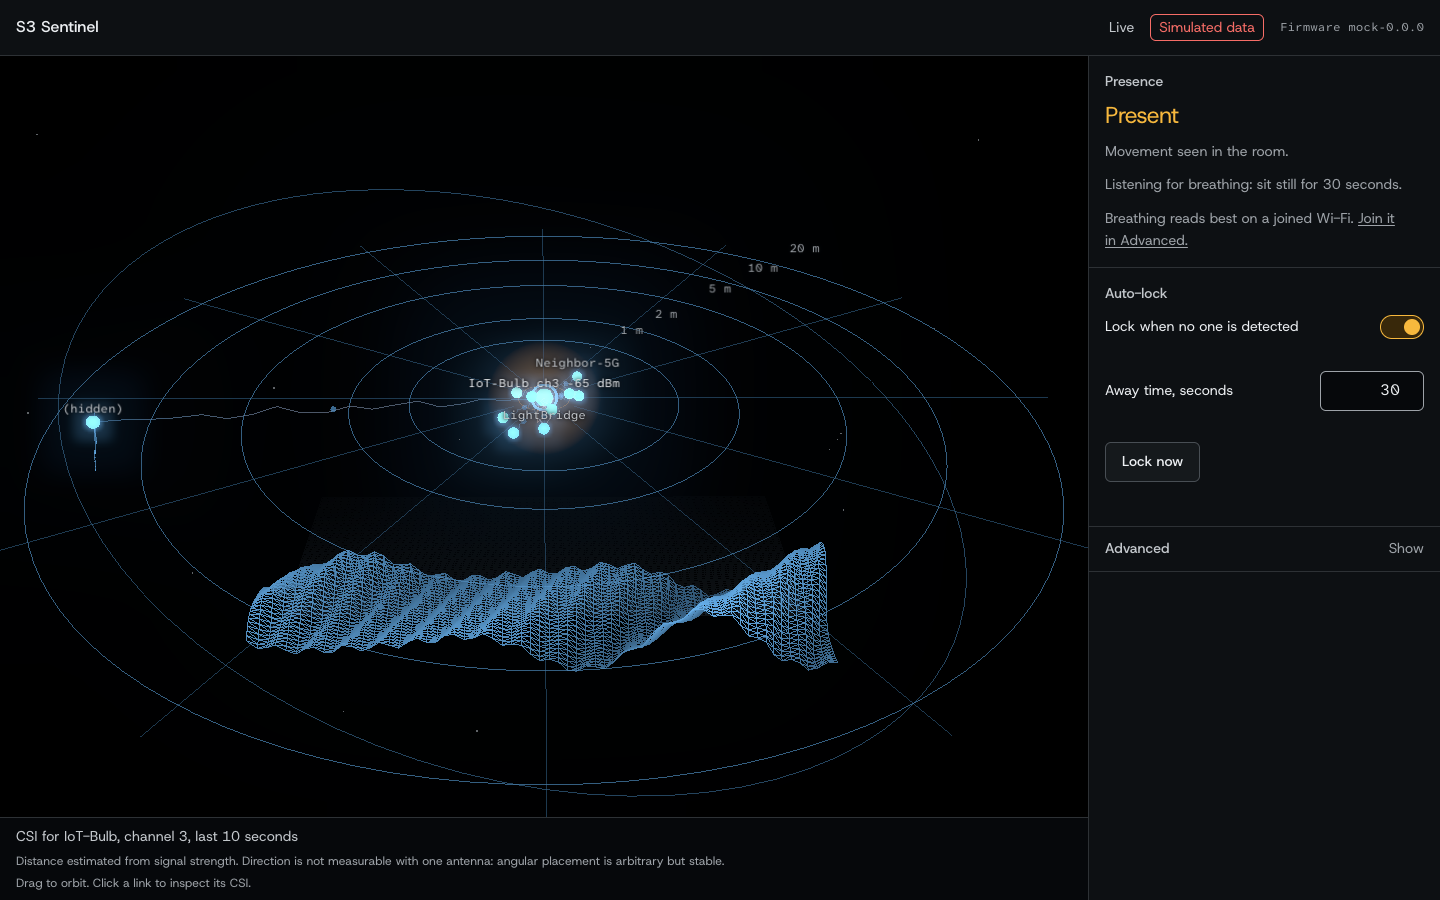 S3 Sentinel
Live
Simulated data
Firmware mock-0.0.0
Presence
Present
Movement seen in the room.
Listening for breathing: sit still for 30 seconds.
Breathing reads best on a joined Wi-Fi. Join it
in Advanced.
Auto-lock
Lock when no one is detected
Away time, seconds
30
Lock now
Advanced
Show
20 m
10 m
5 m
2 m
1 m
Neighbor-5G
IoT-Bulb ch3 -65 dBm
LightBridge
(hidden)
CSI for IoT-Bulb, channel 3, last 10 seconds
Distance estimated from signal strength. Direction is not measurable with one antenna: angular placement is arbitrary but stable.
Drag to orbit. Click a link to inspect its CSI.